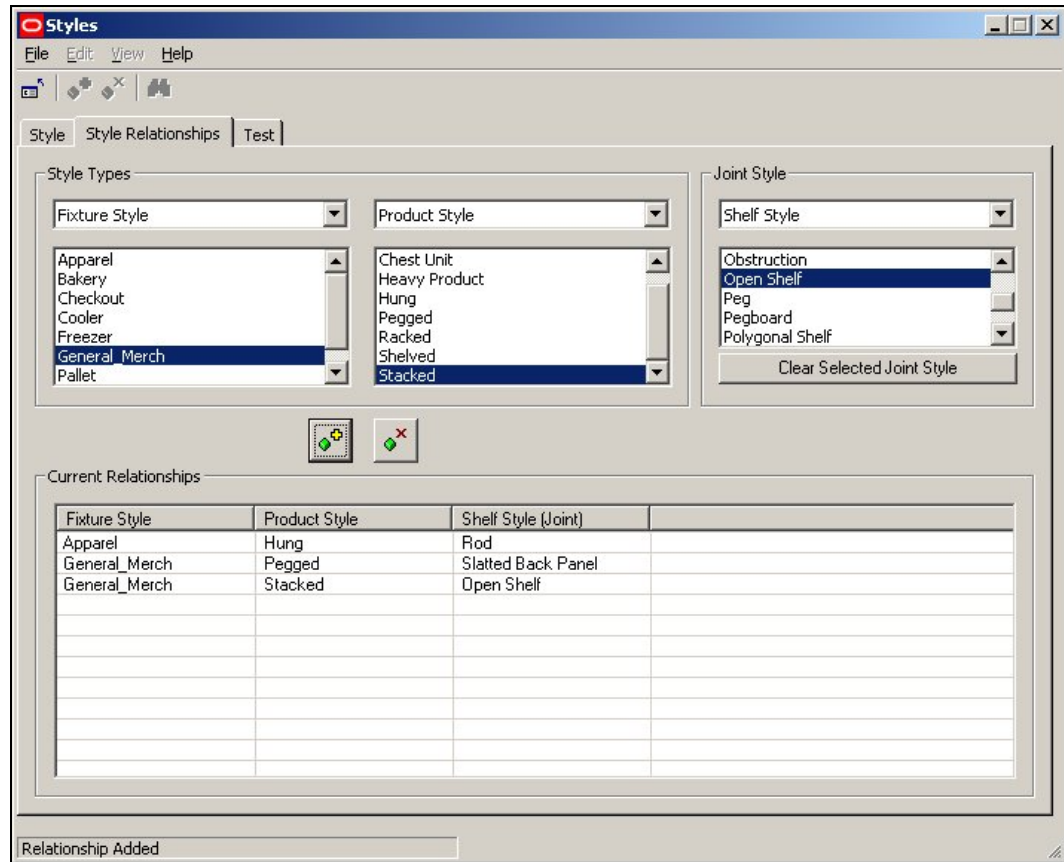 Styles
File Edit View Help
Style Style Relationships Test
Style Types
Joint Style
Fixture Style
Product Style
Shelf Style
Apparel
Bakery
Checkout
Cooler
Freezer
General_Merch
Pallet
Chest Unit
Heavy Product
Hung
Pegged
Racked
Shelved
Stacked
Obstruction
Open Shelf
Peg
Pegboard
Polygonal Shelf
Clear Selected Joint Style
Current Relationships
Fixture Style Product Style Shelf Style (Joint)
Apparel Hung Rod
General_Merch Pegged Slatted Back Panel
General_Merch Stacked Open Shelf
Relationship Added